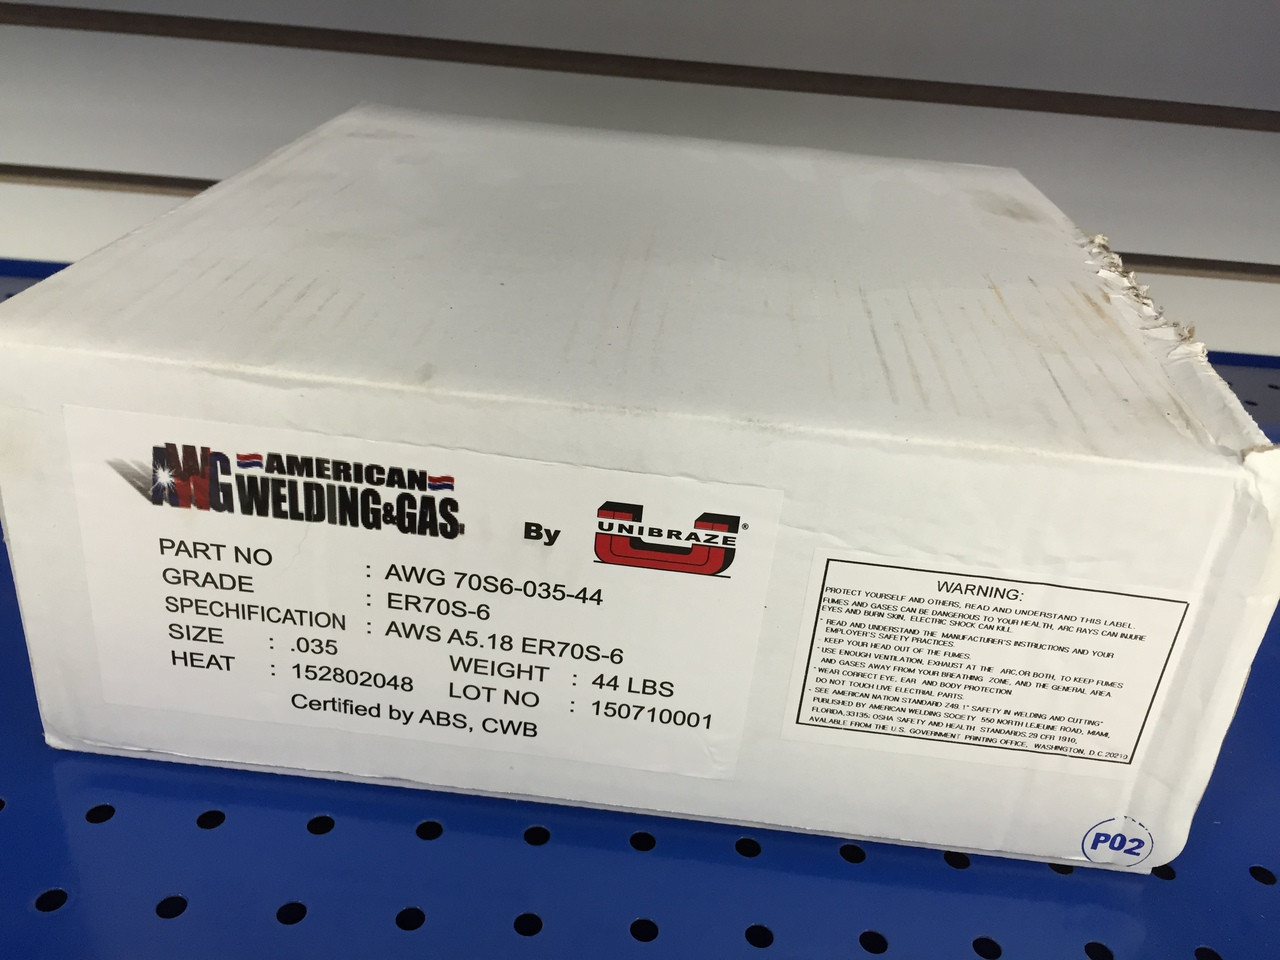 AWG AMERICAN
WELDING & GAS
By UNIBRAZE®
PART NO : AWG 70S6-035-44
GRADE : ER70S-6
SPECHIFICATION : AWS A5.18 ER70S-6
SIZE : .035 WEIGHT : 44 LBS
HEAT : 152802048 LOT NO : 150710001
Certified by ABS, CWB
WARNING:
PROTECT YOURSELF AND OTHERS, READ AND UNDERSTAND THIS LABEL.
FUMES AND GASES CAN BE DANGEROUS TO YOUR HEALTH, ARC RAYS CAN INJURE
EYES AND BURN SKIN, ELECTRIC SHOCK CAN KILL.
- READ AND UNDERSTAND THE MANUFACTURER'S INSTRUCTIONS AND YOUR
EMPLOYER'S SAFETY PRACTICES.
- KEEP YOUR HEAD OUT OF THE FUMES.
"USE ENOUGH VENTILATION, EXHAUST AT THE ARC,OR BOTH, TO KEEP FUMES
AND GASES AWAY FROM YOUR BREATHING ZONE, AND THE GENERAL AREA
"WEAR CORRECT EYE, EAR AND BODY PROTECTION
DO NOT TOUCH LIVE ELECTRIAL PARTS.
- SEE AMERICAN NATION STANDARD Z49.1" SAFETY IN WELDING AND CUTTING"
PUBLISHED BY AMERICAN WELDING SOCIETY 550 NORTH LEJEUNE ROAD, MIAMI,
FLORIDA,33135: OSHA SAFETY AND HEALTH STANDARDS.29 CFR 1910,
AVALABLE FROM THE U.S. GOVERNMENT PRINTING OFFICE, WASHINGTON, D.C.20210
P02